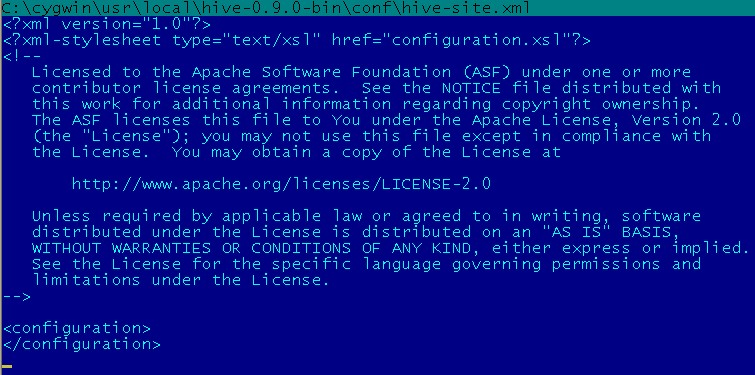 C:\cygwin\usr\local\hive-0.9.0-bin\conf\hive-site.xml
<?xml version="1.0"?>
<?xml-stylesheet type="text/xsl" href="configuration.xsl"?>
<!--
   Licensed to the Apache Software Foundation (ASF) under one or more
   contributor license agreements.  See the NOTICE file distributed with
   this work for additional information regarding copyright ownership.
   The ASF licenses this file to You under the Apache License, Version 2.0
   (the "License"); you may not use this file except in compliance with
   the License.  You may obtain a copy of the License at

       http://www.apache.org/licenses/LICENSE-2.0

   Unless required by applicable law or agreed to in writing, software
   distributed under the License is distributed on an "AS IS" BASIS,
   WITHOUT WARRANTIES OR CONDITIONS OF ANY KIND, either express or implied.
   See the License for the specific language governing permissions and
   limitations under the License.
-->

<configuration>
</configuration>